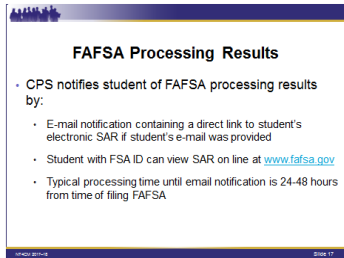 FAFSA Processing Results
• CPS notifies student of FAFSA processing results
by:
• E-mail notification containing a direct link to student's
electronic SAR if student's e-mail was provided
• Student with FSA ID can view SAR on line at www.fafsa.gov
• Typical processing time until email notification is 24-48 hours
from time of filing FAFSA
Slide 17